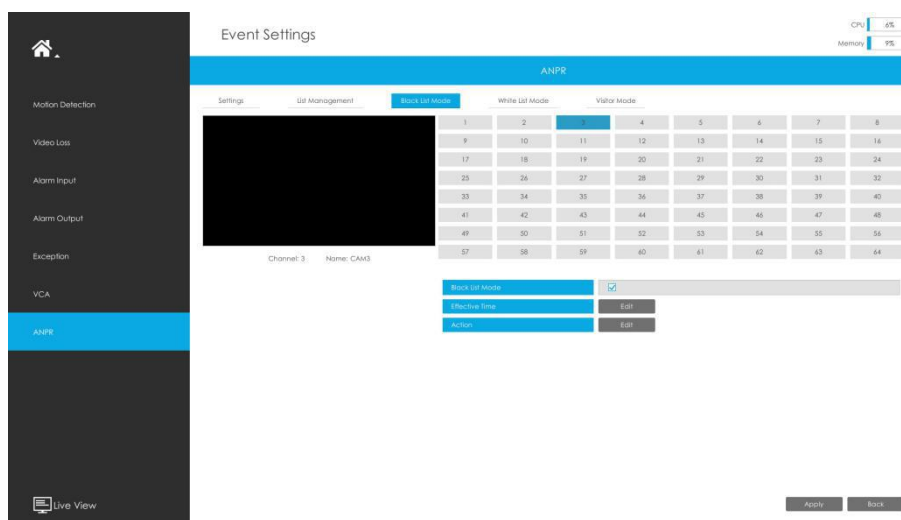 Event Settings
CPU 6%
Memory 9%
ANPR
Settings List Management Black List Mode White List Mode Visitor Mode
Motion Detection
Video Loss
Alarm Input
Alarm Output
Exception
VCA
ANPR
Live View
1 2 3 4 5 6 7 8
9 10 11 12 13 14 15 16
17 18 19 20 21 22 23 24
25 26 27 28 29 30 31 32
33 34 35 36 37 38 39 40
41 42 43 44 45 46 47 48
49 50 51 52 53 54 55 56
57 58 59 60 61 62 63 64
Channel: 3 Name: CAM3
Black List Mode
Effective Time Edit
Action Edit
Apply Back